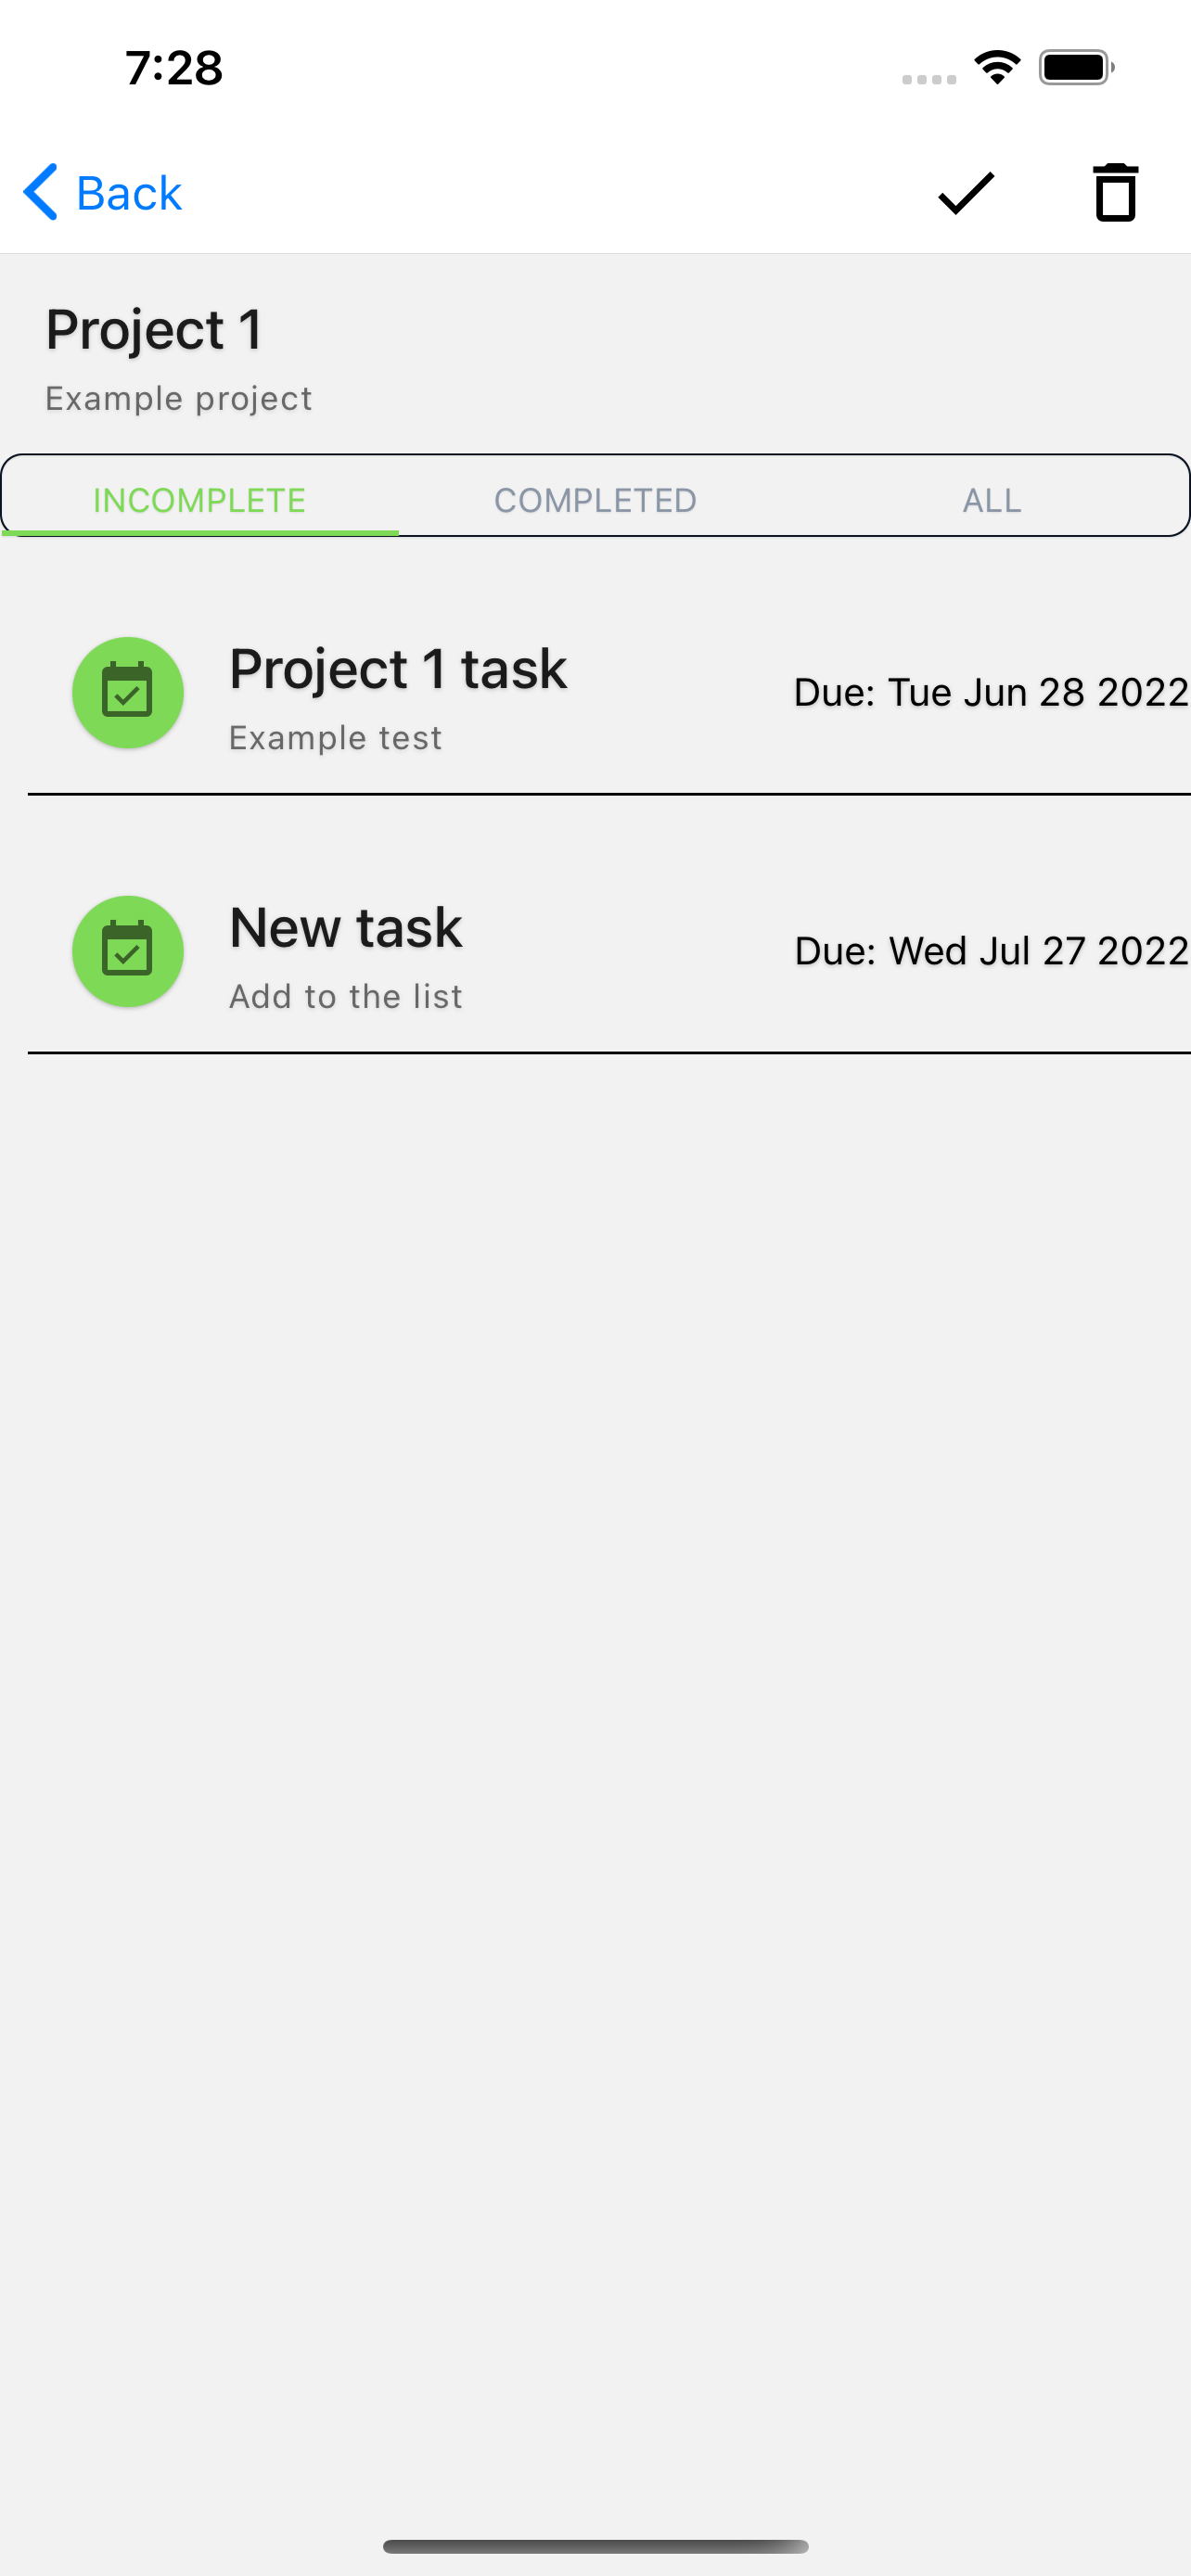 7:28
Back
Project 1
Example project
INCOMPLETE COMPLETED ALL
Project 1 task
Example test
Due: Tue Jun 28 2022
New task
Add to the list
Due: Wed Jul 27 2022